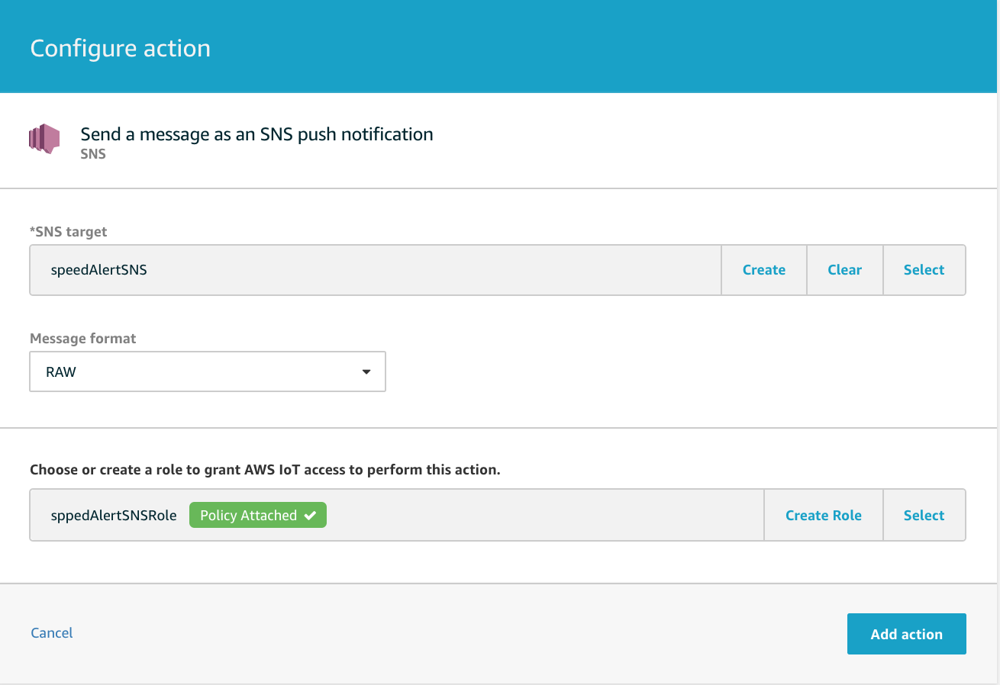 Configure action
Send a message as an SNS push notification
SNS
*SNS target
speedAlertSNS Create Clear Select
Message format
RAW
Choose or create a role to grant AWS IoT access to perform this action.
sppedAlertSNSRole Policy Attached Create Role Select
Cancel Add action